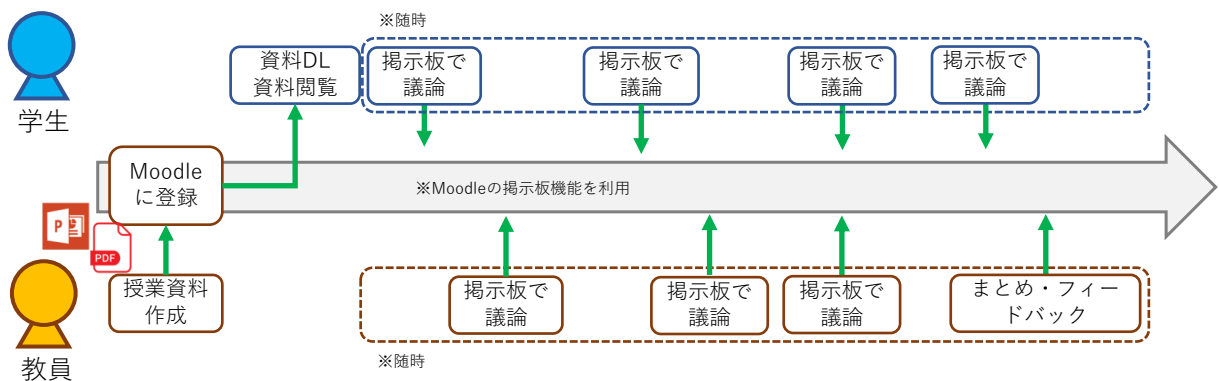 ※随時
学生
資料DL
資料閲覧
掲示板で
議論
掲示板で
議論
掲示板で
議論
掲示板で
議論
Moodle
に登録
※Moodleの掲示板機能を利用
P
PDF
授業資料
作成
教員
掲示板で
議論
掲示板で
議論
掲示板で
議論
まとめ・フィー
ドバック
※随時